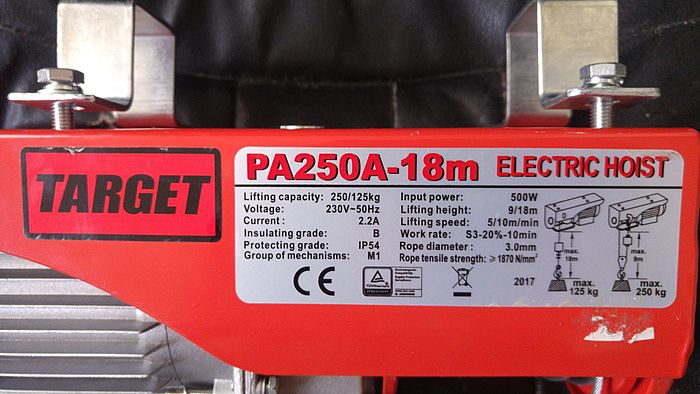 TARGET
PA250A-18m ELECTRIC HOIST
Lifting capacity: 250/125kg
Voltage: 230V~50Hz
Current: 2.2A
Insulating grade: B
Protecting grade: IP54
Group of mechanisms: M1
Input power: 500W
Lifting height: 9/18m
Lifting speed: 5/10m/min
Work rate: S3-20%-10min
Rope diameter : 3.0mm
Rope tensile strength: ≥1870 N/mm²
18m
max.
125 kg
9m
max.
250 kg
CE
2017